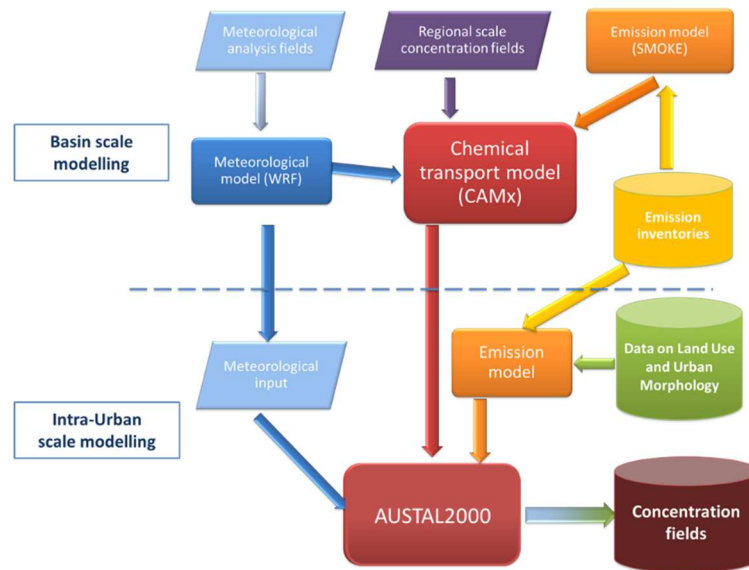 Meteorological
analysis fields
Regional scale
concentration fields
Emission model
(SMOKE)
Basin scale
modelling
Meteorological
model (WRF)
Chemical
transport model
(CAMx)
Emission
inventories
Meteorological
input
Emission
model
Data on Land Use
and Urban
Morphology
Intra-Urban
scale modelling
AUSTAL2000
Concentration
fields